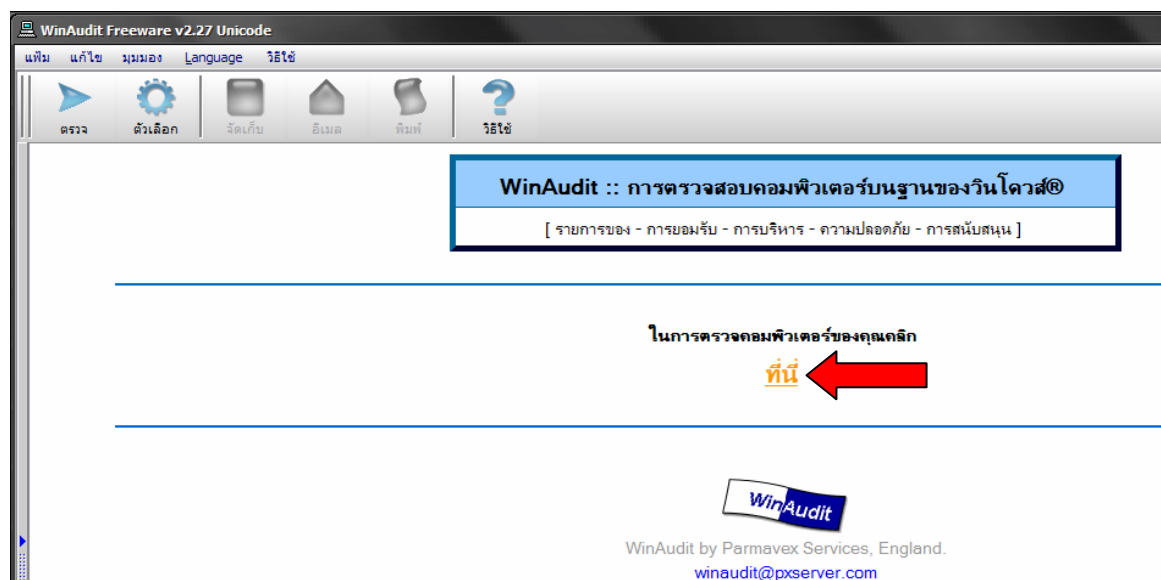 WinAudit Freeware v2.27 Unicode
แฟ้ม แก้ไข มุมมอง Language วิธีใช้
ตรวจ ตัวเลือก จัดเก็บ อีเมล พิมพ์ วิธีใช้
WinAudit :: การตรวจสอบคอมพิวเตอร์บนฐานของวินโดวส์®
[ รายการของ - การยอมรับ - การบริหาร - ความปลอดภัย - การสนับสนุน ]
ในการตรวจคอมพิวเตอร์ของคุณคลิก
ที่นี่
WinAudit
WinAudit by Parmavex Services, England.
winaudit@pxserver.com